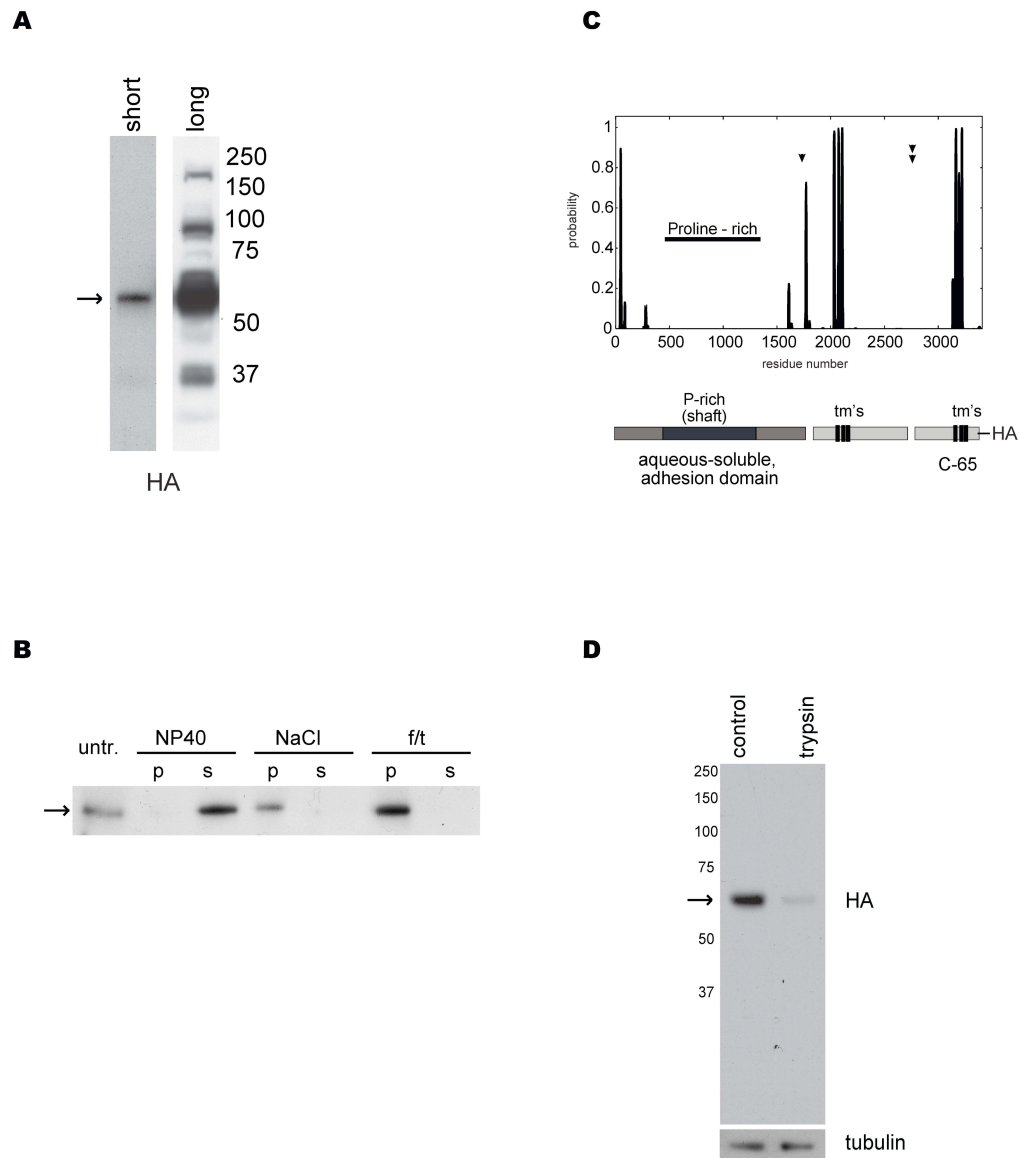 A
short
long
250
150
100
75
50
37
HA
B
untr.
NP40
NaCl
f/t
p
s
p
s
p
s
C
1
0.8
0.6
0.4
0.2
0
probability
Proline - rich
0
500
1000
1500
2000
2500
3000
residue number
P-rich
(shaft)
tm's
tm's
HA
aqueous-soluble,
adhesion domain
C-65
D
control
trypsin
250
150
100
75
50
37
HA
tubulin